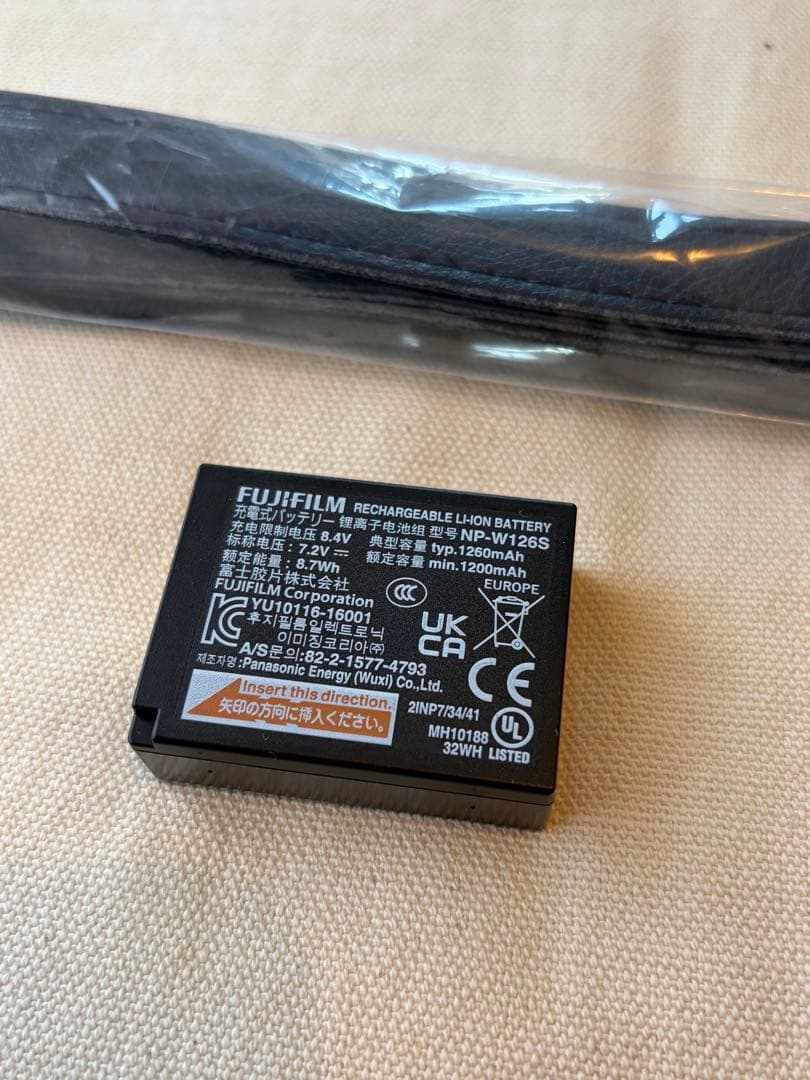 FUJIFILM RECHARGEABLE LI-ION BATTERY
充電式バッテリー 锂离子电池组 型号 NP-W126S
充电限制电压 8.4V 典型容量 typ.1260mAh
标称电压：7.2V ⎓ 额定容量 min.1200mAh
额定能量：8.7Wh
富士胶片株式会社
FUJIFILM Corporation
YU10116-16001
후지필름일렉트로닉
이미징코리아㈜
A/S문의:82-2-1577-4793
제조자명:Panasonic Energy (Wuxi) Co.,Ltd.
Insert this direction.
矢印の方向に挿入ください。
CCC
EUROPE
UK
CA
CE
2INP7/34/41
MH10188
32WH
UL
LISTED
KC